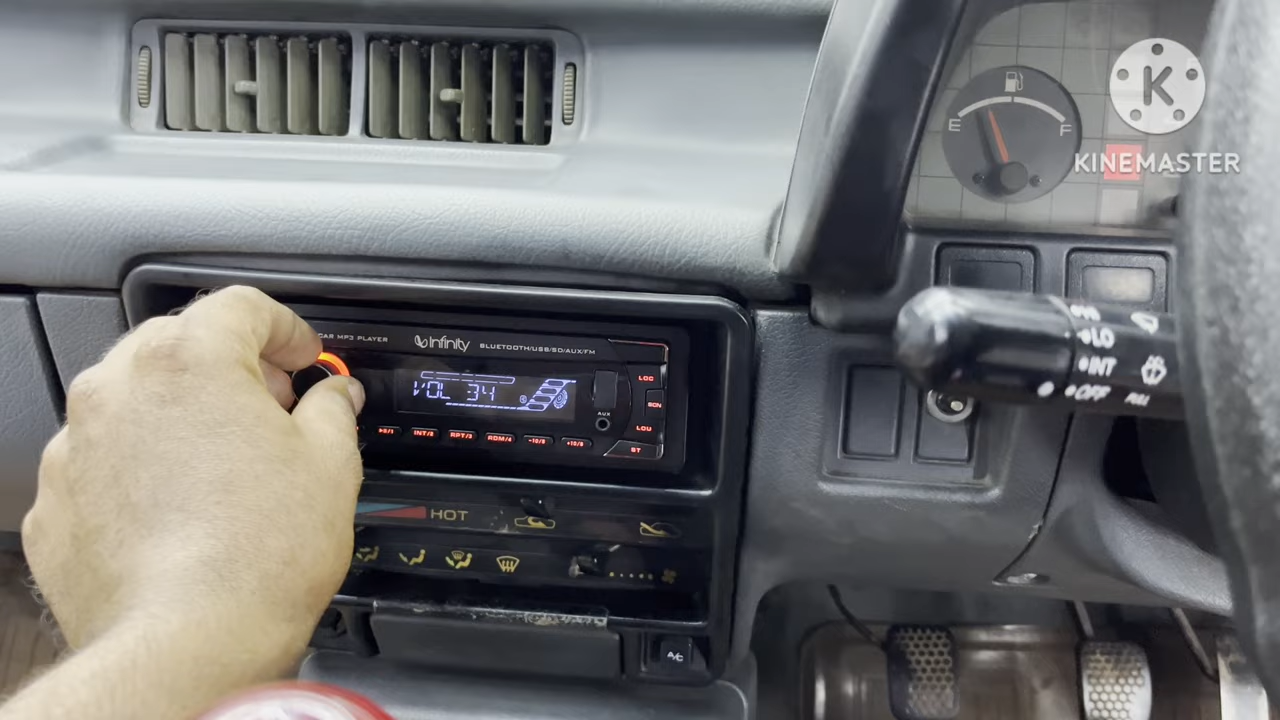 E
F
KINEMASTER
CAR MP3 PLAYER
Infinity
BLUETOOTH/USB/SD/AUX/FM
VOL 34
LOC
SCN
LOU
ST
AUX
INT/2
RPT/3
RDM/4
-10/5
+10/6
LO
INT
OFF
PULL
HOT
A/C